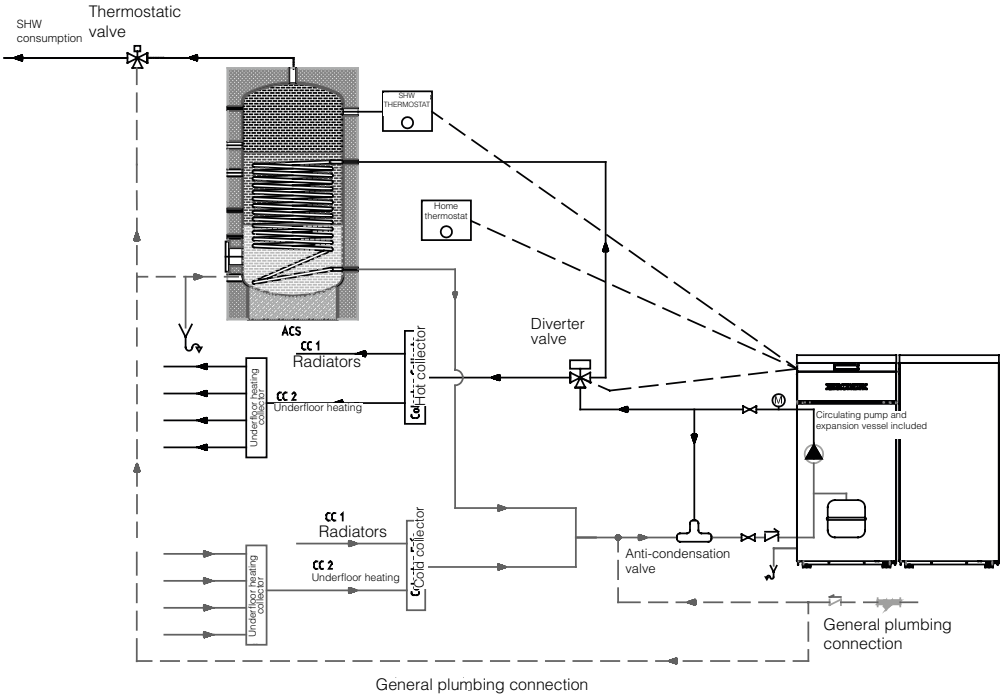 SHW
consumption
Thermostatic
valve
SHW
THERMOSTAT
Home
thermostat
ACS
Diverter
valve
CC 1
Radiators
CC 2
Underfloor heating
Hot collector
Underfloor heating
collector
M
Circulating pump and
expansion vessel included
CC 1
Radiators
CC 2
Underfloor heating
Cold collector
Underfloor heating
collector
Anti-condensation
valve
General plumbing
connection
General plumbing connection